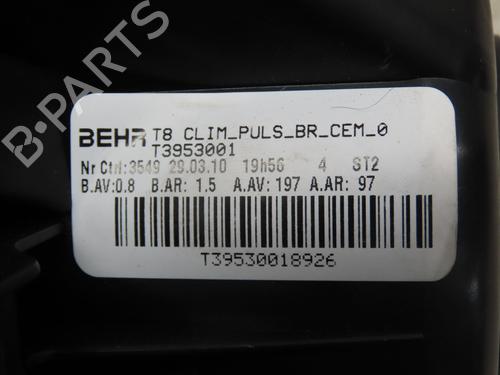 BEHR T8 CLIM_PULS_BR_CEM_0
T3953001
Nr Ctrl:3549 29.03.10 19h56 4 ST2
B.AV:0.8 B.AR: 1.5 A.AV: 197 A.AR: 97
T39530018926
B-PARTS